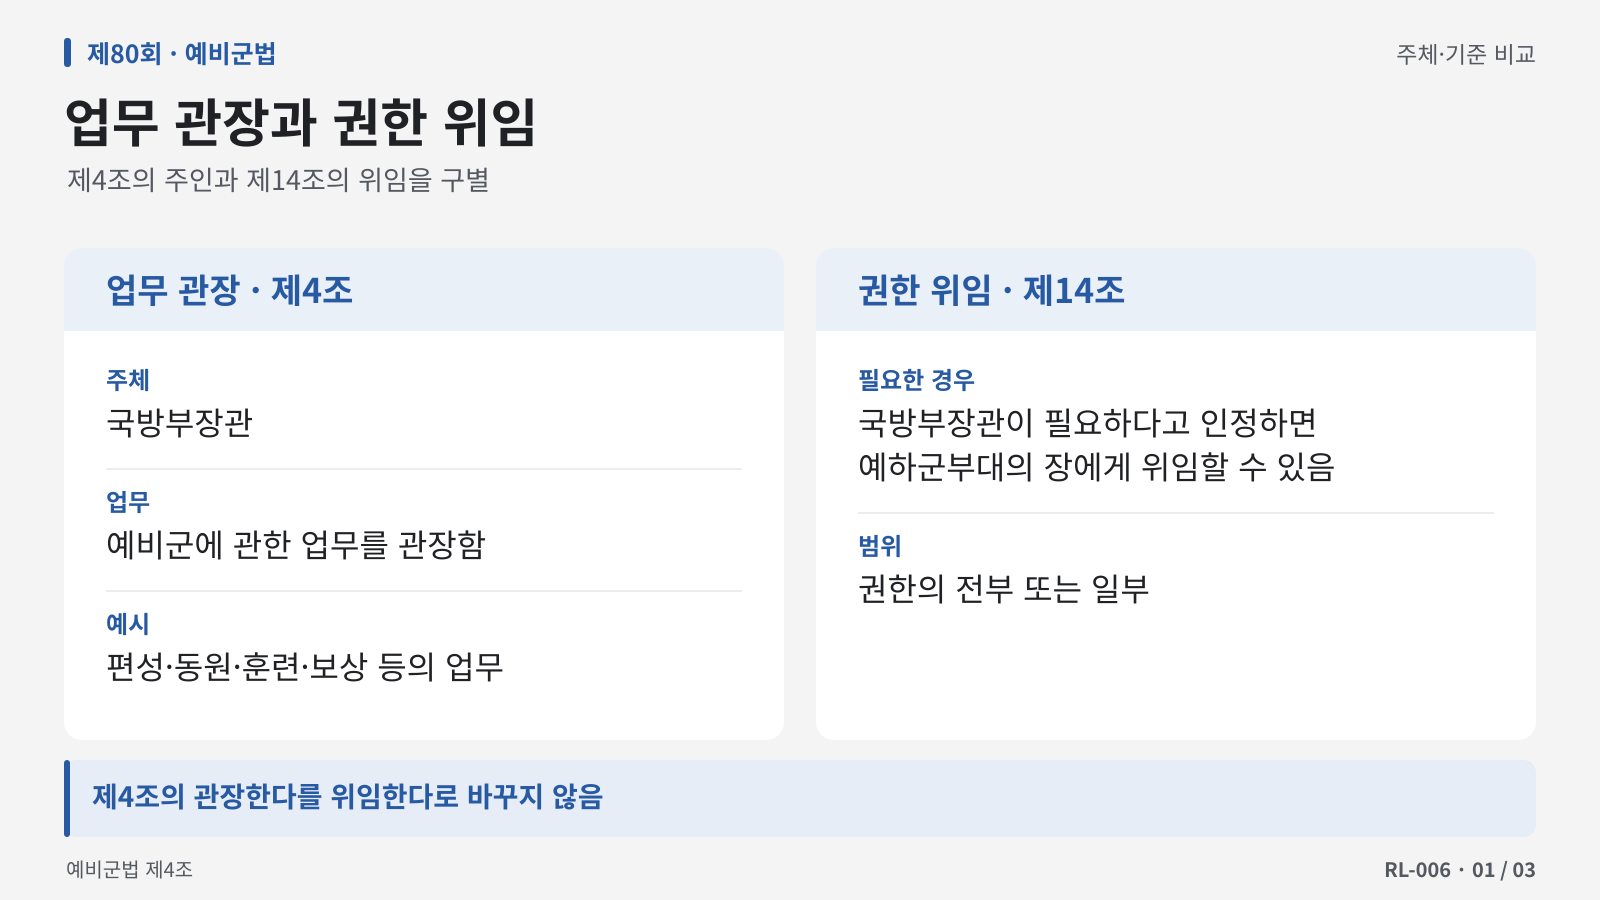 제80회 · 예비군법
주체·기준 비교
업무 관장과 권한 위임
제4조의 주인과 제14조의 위임을 구별
업무 관장 · 제4조
주체
국방부장관
업무
예비군에 관한 업무를 관장함
예시
편성·동원·훈련·보상 등의 업무
권한 위임 · 제14조
필요한 경우
국방부장관이 필요하다고 인정하면
예하군부대의 장에게 위임할 수 있음
범위
권한의 전부 또는 일부
제4조의 관장한다를 위임한다로 바꾸지 않음
예비군법 제4조
RL-006 · 01 / 03